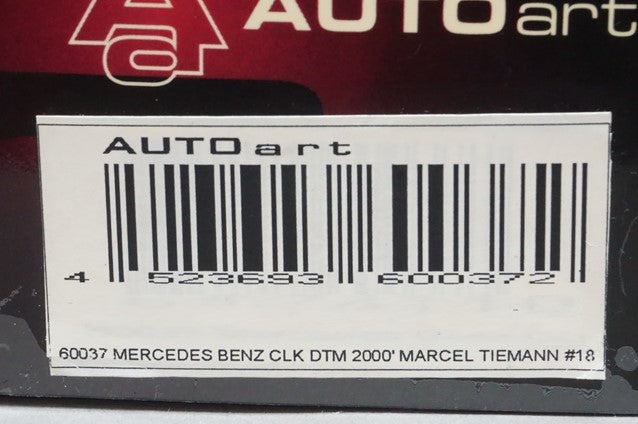 AUTOart
AUTOart
4 523693 600372
60037 MERCEDES BENZ CLK DTM 2000' MARCEL TIEMANN #18